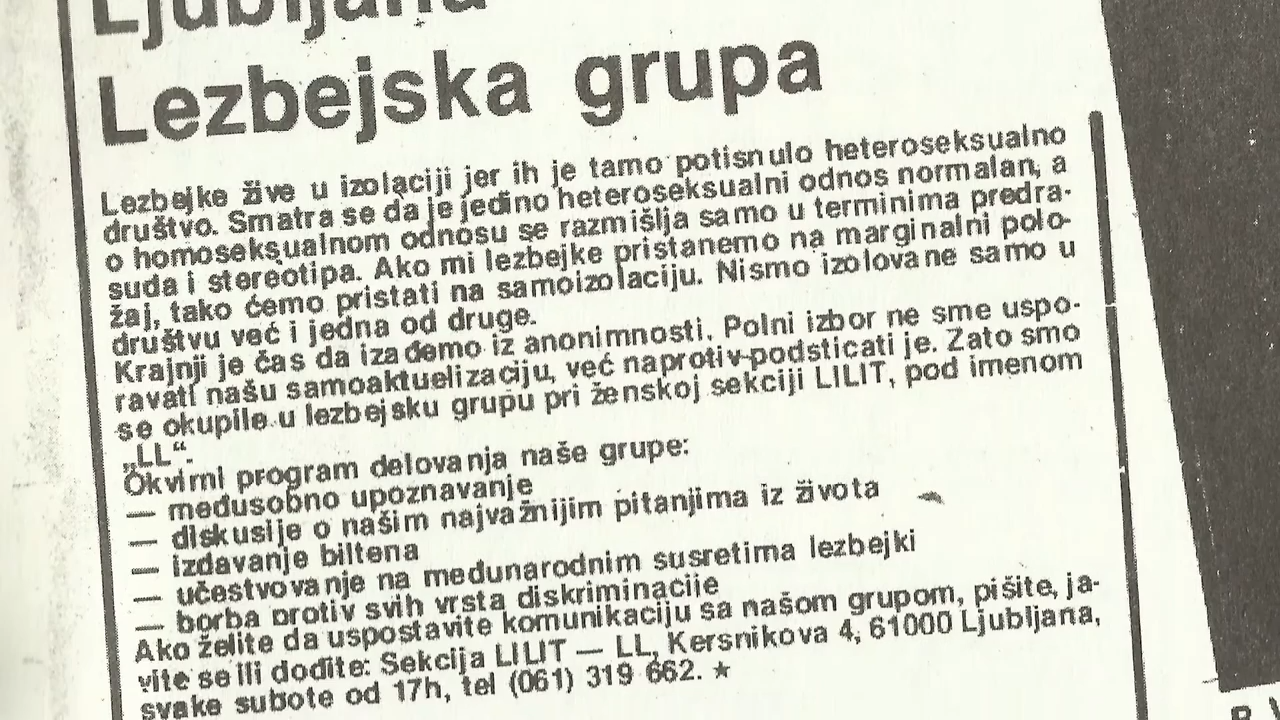 Ljubljana
Lezbejska grupa
Lezbejke žive u izolaciji jer ih je tamo potisnulo heteroseksualno
društvo. Smatra se da je jedino heteroseksualni odnos normalan, a
o homoseksualnom odnosu se razmišlja samo u terminima predra-
suda i stereotipa. Ako mi lezbejke pristanemo na marginalni polo-
žaj, tako ćemo pristati na samoizolaciju. Nismo izolovane samo u
društvu već i jedna od druge.
Krajnji je čas da izađemo iz anonimnosti. Polni izbor ne sme uspo-
ravati našu samoaktuelizaciju, već naprotiv-podsticati je. Zato smo
se okupile u lezbejsku grupu pri ženskoj sekciji LILIT, pod imenom
„LL“.
Okvirni program delovanja naše grupe:
— međusobno upoznavanje
— diskusije o našim najvažnijim pitanjima iz života
— izdavanje biltena
— učestvovanje na međunarodnim susretima lezbejki
— borba protiv svih vrsta diskriminacije
Ako želite da uspostavite komunikaciju sa našom grupom, pišite, ja-
vite se ili dođite: Sekcija LILIT — LL, Kersnikova 4, 61000 Ljubljana,
svake subote od 17h, tel (061) 319 662. ★